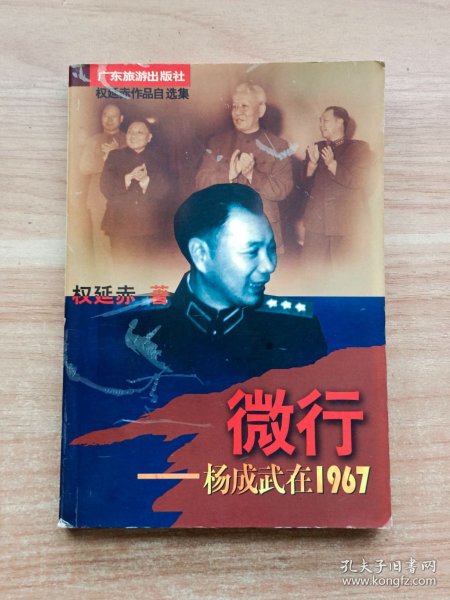 广东旅游出版社
权延赤作品自选集
权延赤 著
微行
——杨成武在1967
孔夫子旧书网
www.kongfz.com